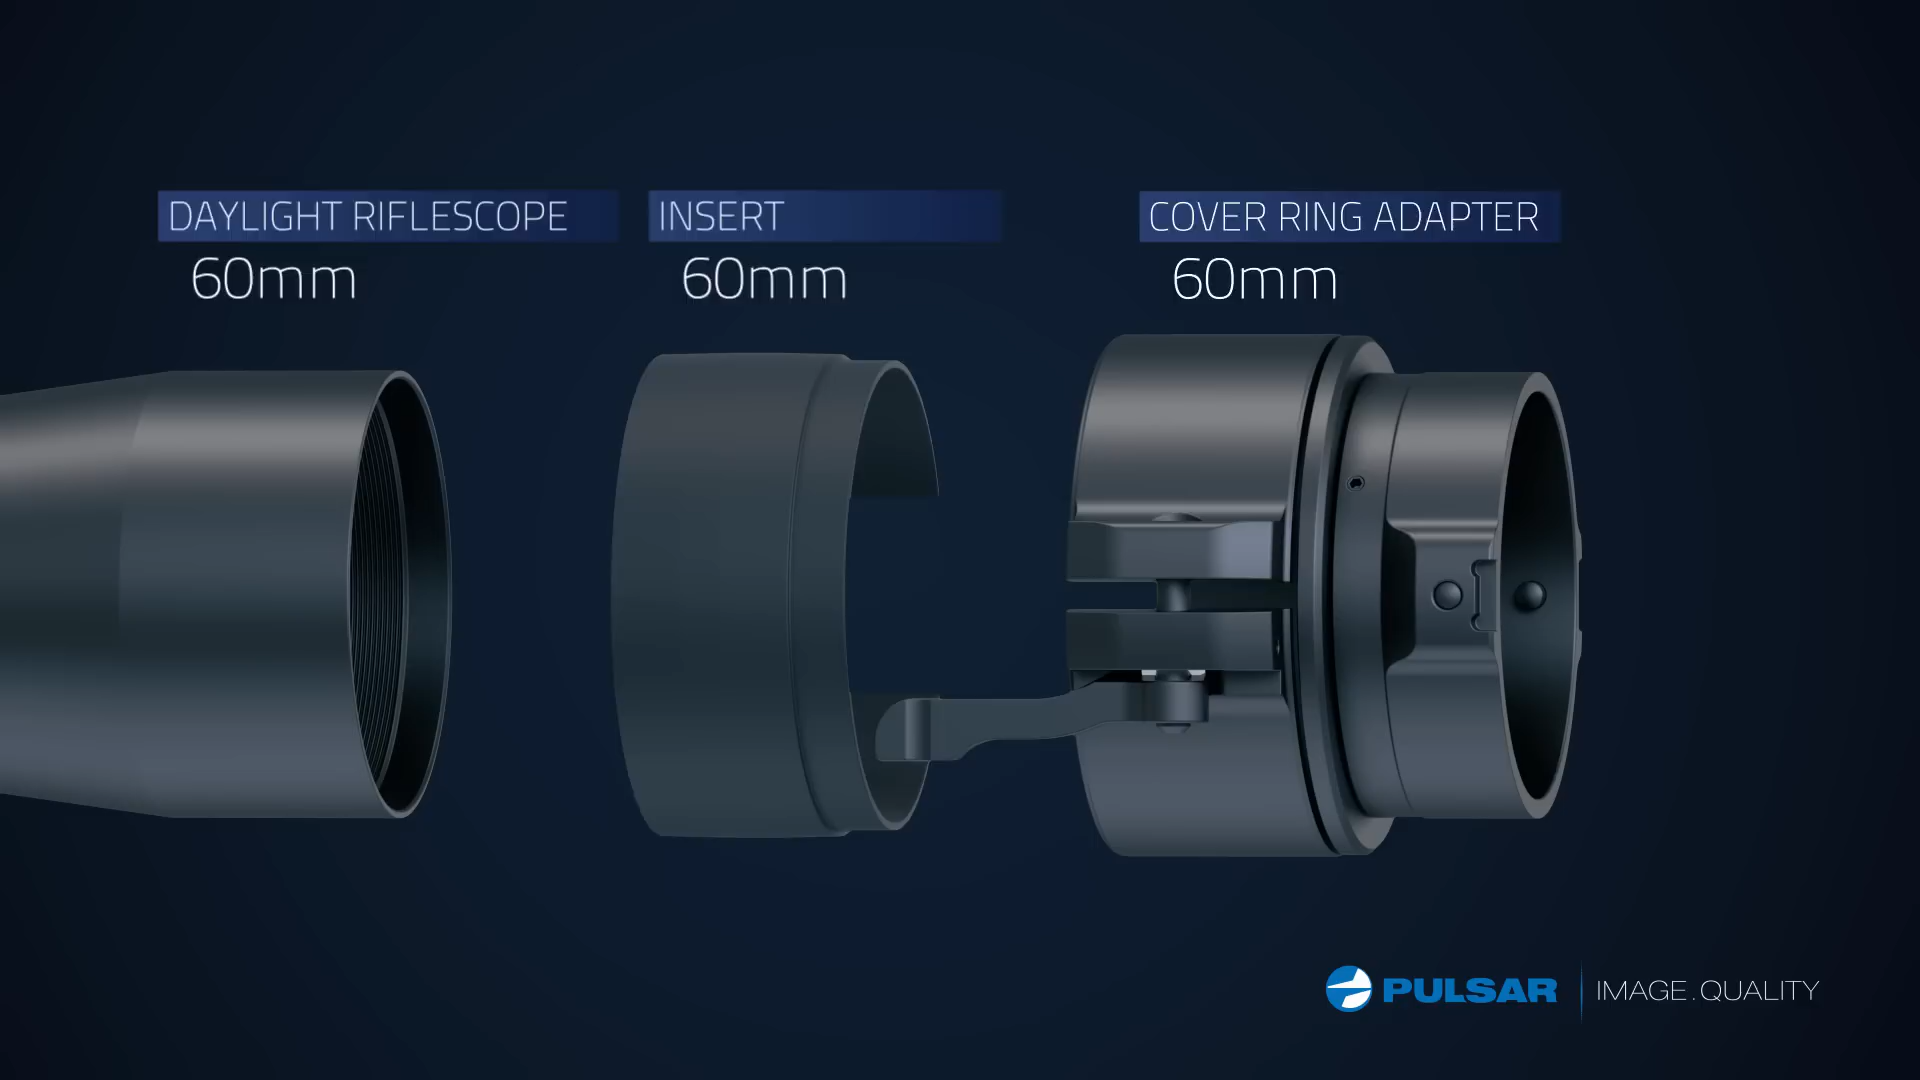 DAYLIGHT RIFLESCOPE
60mm
INSERT
60mm
COVER RING ADAPTER
60mm
PULSAR
IMAGE.QUALITY